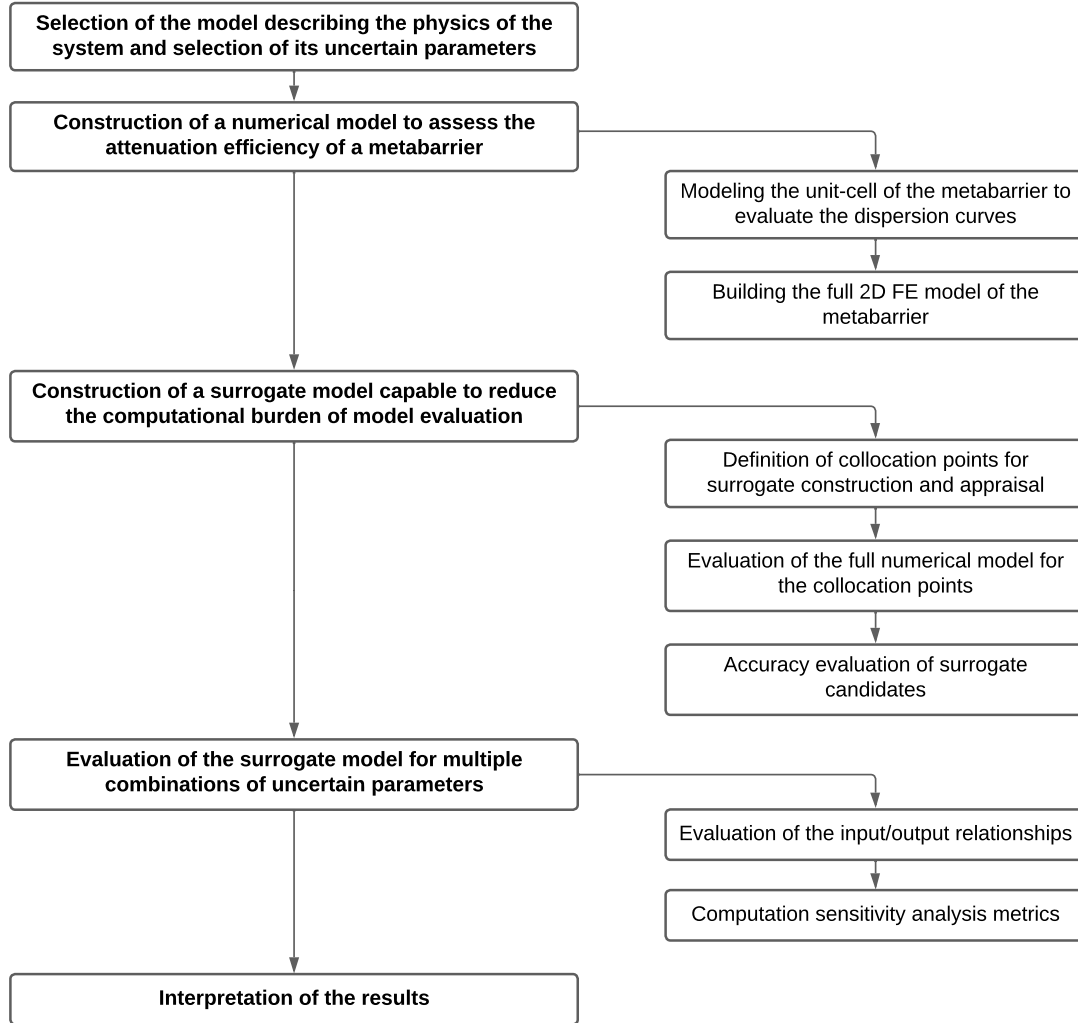 Selection of the model describing the physics of the
system and selection of its uncertain parameters
Construction of a numerical model to assess the
attenuation efficiency of a metabarrier
Modeling the unit-cell of the metabarrier to
evaluate the dispersion curves
Building the full 2D FE model of the
metabarrier
Construction of a surrogate model capable to reduce
the computational burden of model evaluation
Definition of collocation points for
surrogate construction and appraisal
Evaluation of the full numerical model for
the collocation points
Accuracy evaluation of surrogate
candidates
Evaluation of the surrogate model for multiple
combinations of uncertain parameters
Evaluation of the input/output relationships
Computation sensitivity analysis metrics
Interpretation of the results